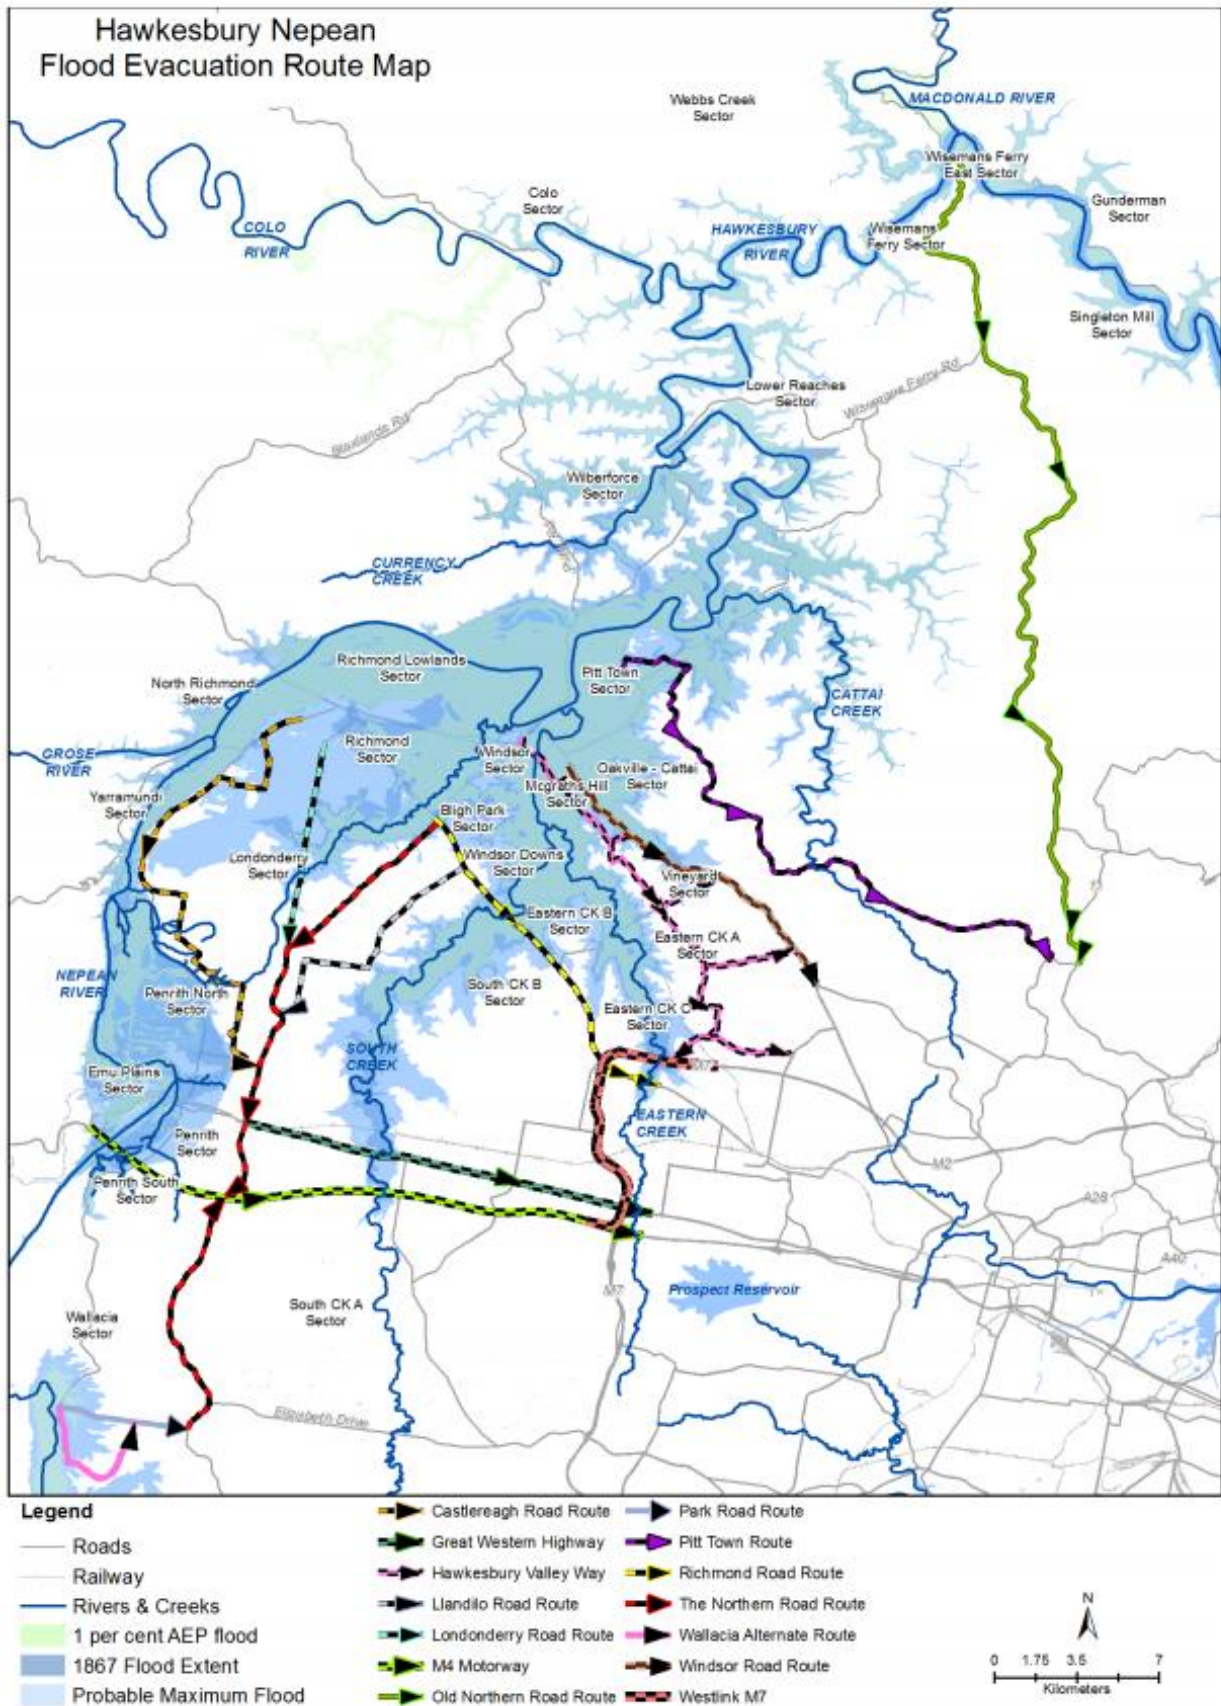 Hawkesbury Nepean
Flood Evacuation Route Map
Webbs Creek
Sector
MACDONALD RIVER
Wisemans Ferry
East Sector
Colo
Sector
Gunderman
Sector
COLO
RIVER
HAWKESBURY
RIVER
Wisemans
Ferry Sector
Singleton Mill
Sector
Lower Reaches
Sector
Wisemans Ferry Rd
Blaxlands Rd
Wilberforce
Sector
CURRENCY
CREEK
Richmond Lowlands
Sector
Pitt Town
Sector
North Richmond
Sector
CATTAI
CREEK
GROSE
RIVER
Richmond
Sector
Windsor
Sector
Oakville - Cattai
Sector
Mcgraths Hill
Sector
Yarramundi
Sector
Bligh Park
Sector
Londonderry
Sector
Windsor Downs
Sector
Vineyard
Sector
Eastern CK B
Sector
Eastern CK A
Sector
NEPEAN
RIVER
Penrith North
Sector
South CK B
Sector
Eastern CK C
Sector
SOUTH
CREEK
Emu Plains
Sector
M7
EASTERN
CREEK
Penrith
Sector
M2
Penrith South
Sector
A28
A40
M7
Prospect Reservoir
South CK A
Sector
Wallacia
Sector
Elizabeth Drive
Legend
Roads
Railway
Rivers & Creeks
1 per cent AEP flood
1867 Flood Extent
Probable Maximum Flood
Castlereagh Road Route
Great Western Highway
Hawkesbury Valley Way
Llandilo Road Route
Londonderry Road Route
M4 Motorway
Old Northern Road Route
Park Road Route
Pitt Town Route
Richmond Road Route
The Northern Road Route
Wallacia Alternate Route
Windsor Road Route
Westlink M7
N
0 1.75 3.5 7
Kilometers